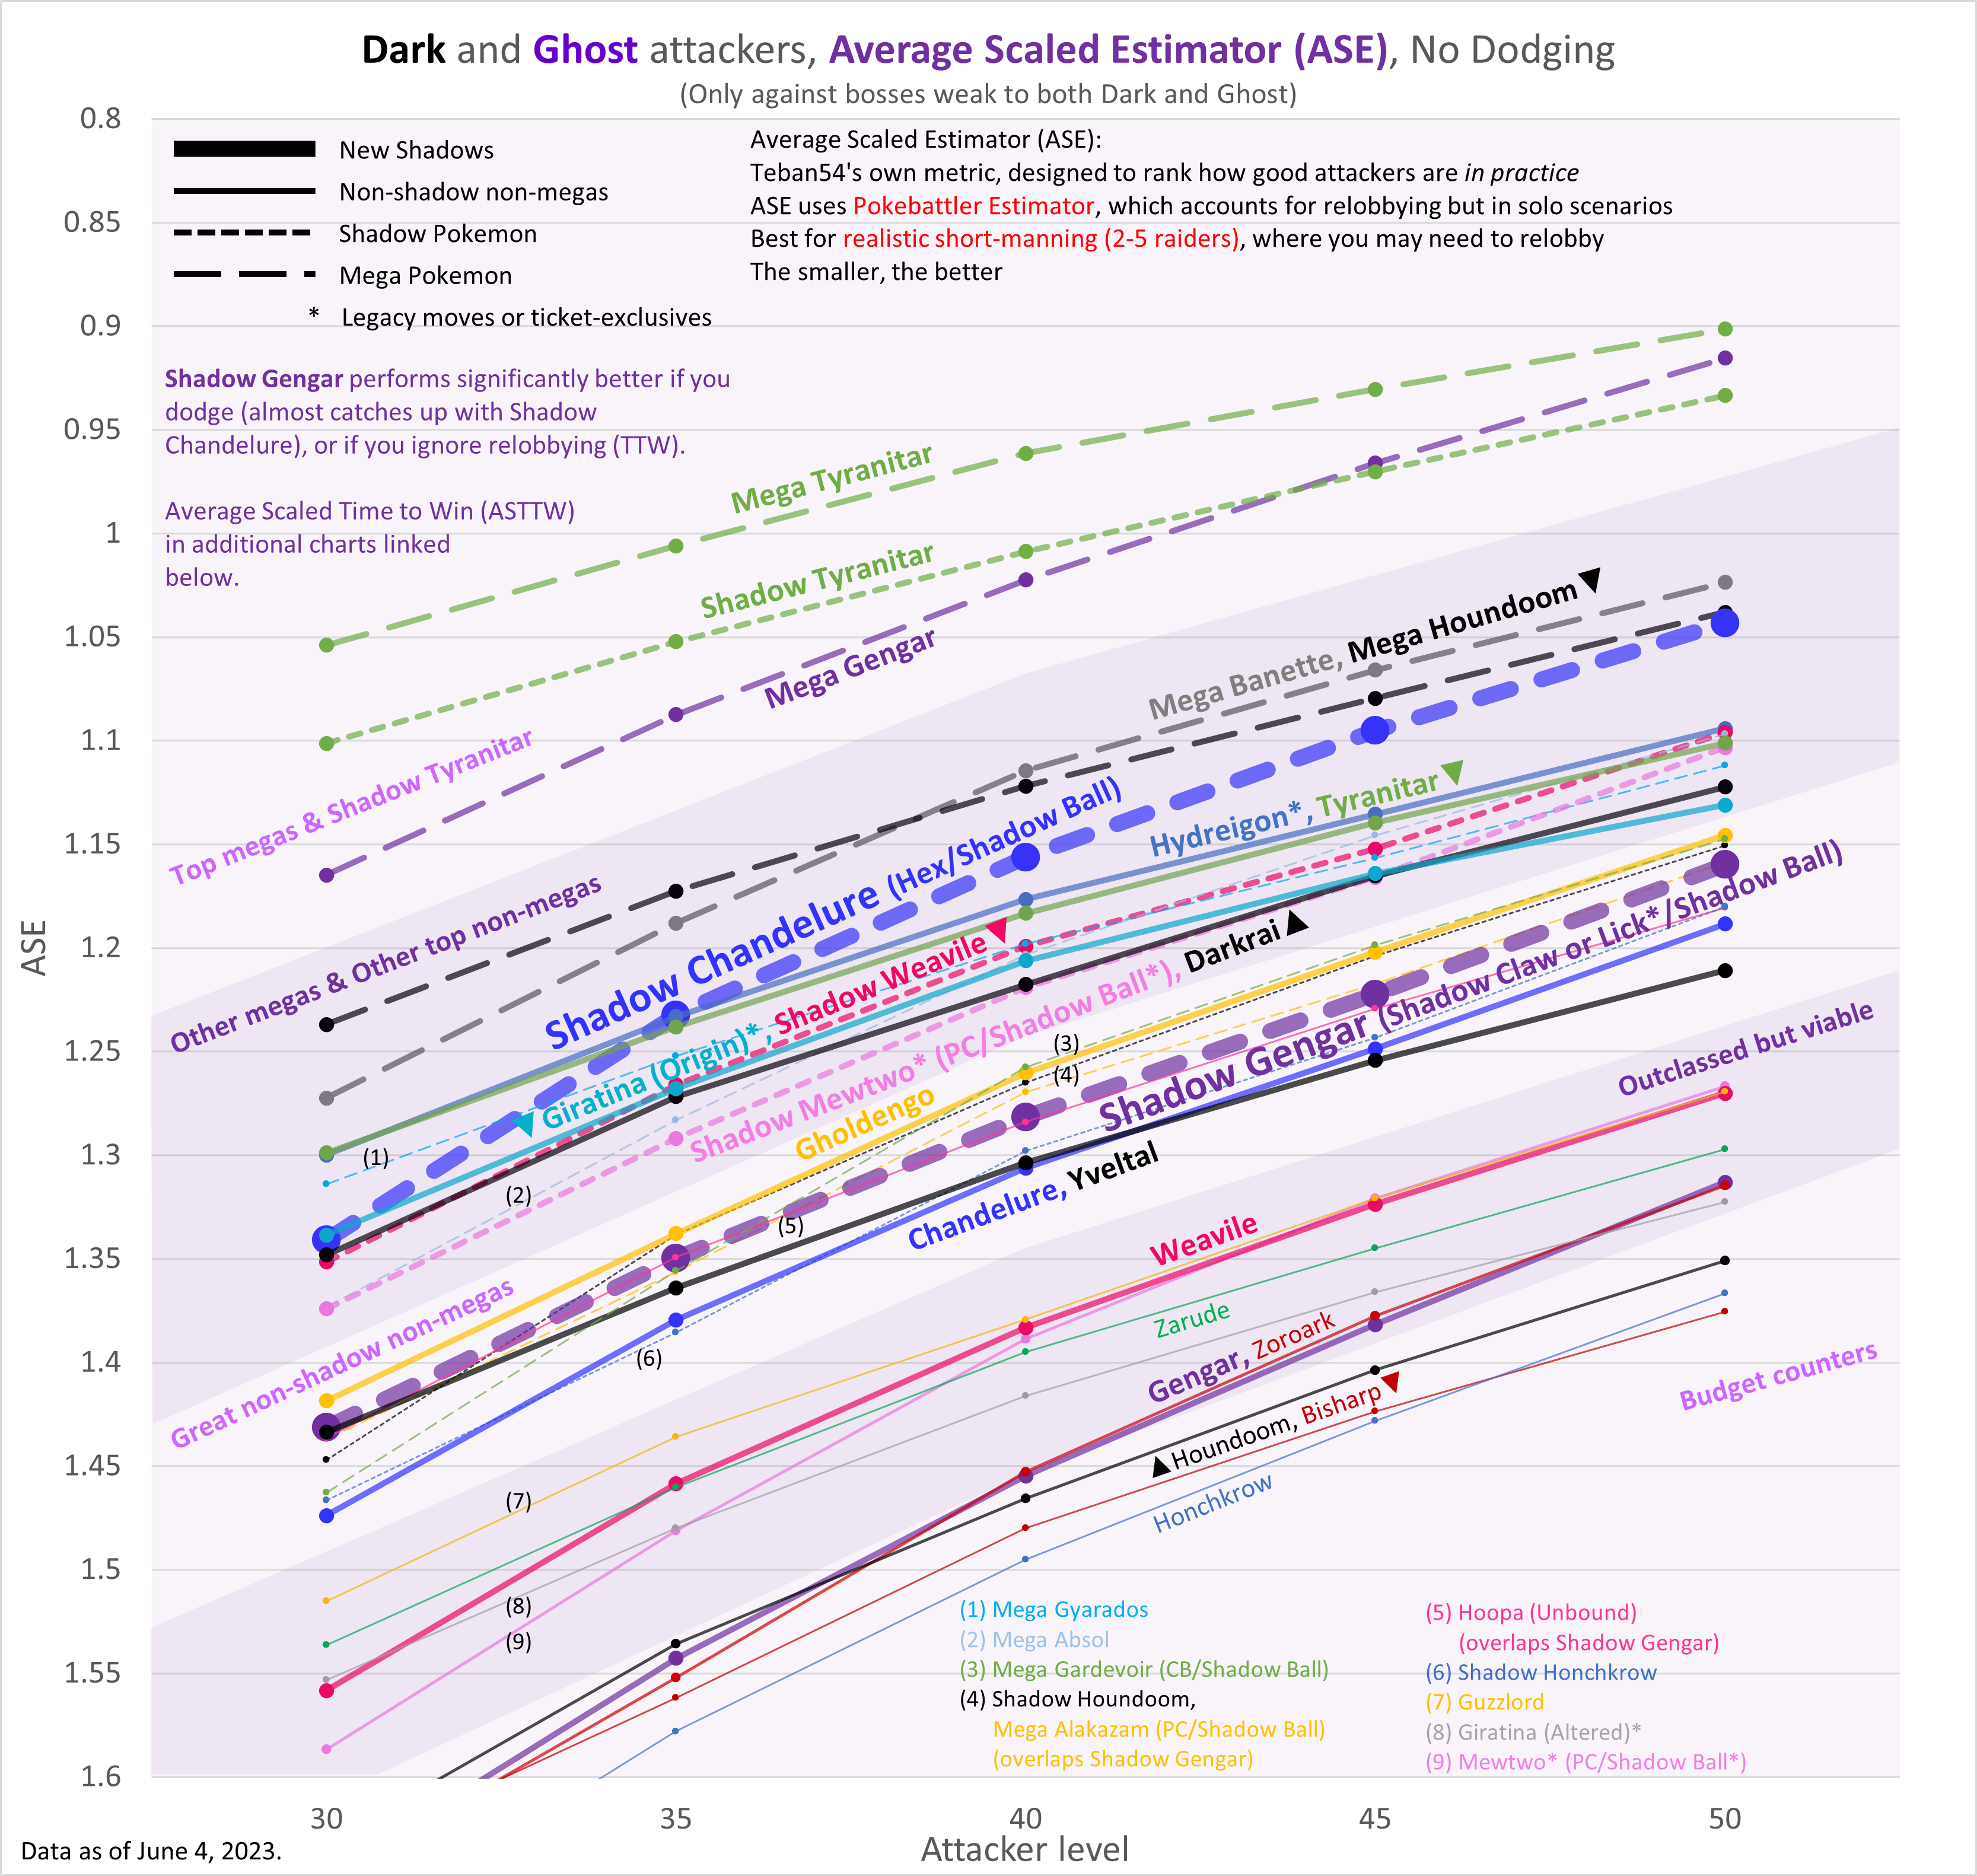 Dark and Ghost attackers, Average Scaled Estimator (ASE), No Dodging
(Only against bosses weak to both Dark and Ghost)
New Shadows
Non-shadow non-megas
Shadow Pokemon
Mega Pokemon
* Legacy moves or ticket-exclusives
Average Scaled Estimator (ASE):
Teban54's own metric, designed to rank how good attackers are in practice
ASE uses Pokebattler Estimator, which accounts for relobbying but in solo scenarios
Best for realistic short-manning (2-5 raiders), where you may need to relobby
The smaller, the better
Shadow Gengar performs significantly better if you
dodge (almost catches up with Shadow
Chandelure), or if you ignore relobbying (TTW).
Average Scaled Time to Win (ASTTW)
in additional charts linked
below.
0.8
0.85
0.9
0.95
1
1.05
1.1
1.15
1.2
1.25
1.3
1.35
1.4
1.45
1.5
1.55
1.6
ASE
Mega Tyranitar
Shadow Tyranitar
Mega Gengar
Top megas & Shadow Tyranitar
Mega Banette, Mega Houndoom
Other megas & Other top non-megas
Shadow Chandelure (Hex/Shadow Ball)
Hydreigon*, Tyranitar
Giratina (Origin)*, Shadow Weavile
Shadow Mewtwo* (PC/Shadow Ball*), Darkrai
Gholdengo
Shadow Gengar (Shadow Claw or Lick*/Shadow Ball)
Chandelure, Yveltal
Great non-shadow non-megas
Outclassed but viable
Weavile
Zarude
Gengar, Zoroark
Houndoom, Bisharp
Honchkrow
Budget counters
(1)
(2)
(3)
(4)
(5)
(6)
(7)
(8)
(9)
(1) Mega Gyarados
(2) Mega Absol
(3) Mega Gardevoir (CB/Shadow Ball)
(4) Shadow Houndoom,
Mega Alakazam (PC/Shadow Ball)
(overlaps Shadow Gengar)
(5) Hoopa (Unbound)
(overlaps Shadow Gengar)
(6) Shadow Honchkrow
(7) Guzzlord
(8) Giratina (Altered)*
(9) Mewtwo* (PC/Shadow Ball*)
30
35
40
45
50
Attacker level
Data as of June 4, 2023.